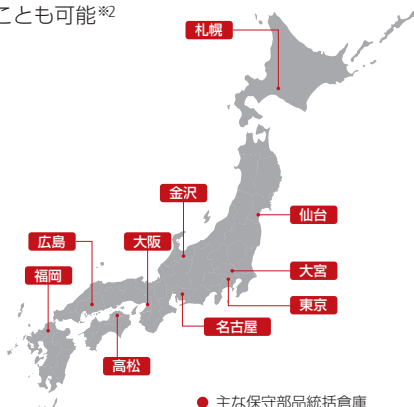 ことも可能※2
札幌
金沢
仙台
広島
大阪
福岡
大宮
東京
名古屋
高松
● 主な保守部品統括倉庫